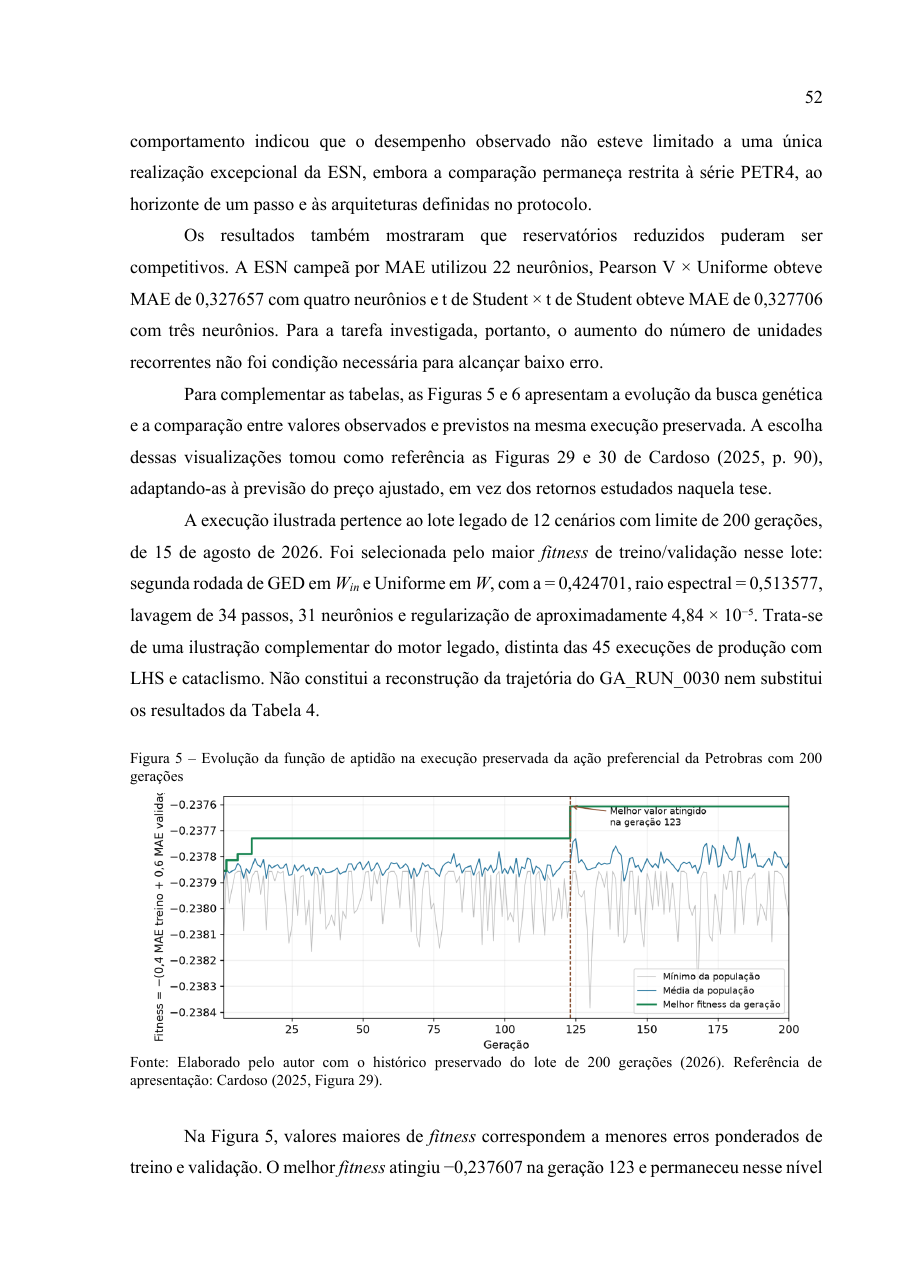 52
comportamento indicou que o desempenho observado não esteve limitado a uma única
realização excepcional da ESN, embora a comparação permaneça restrita à série PETR4, ao
horizonte de um passo e às arquiteturas definidas no protocolo.
Os resultados também mostraram que reservatórios reduzidos puderam ser
competitivos. A ESN campeã por MAE utilizou 22 neurônios, Pearson V × Uniforme obteve
MAE de 0,327657 com quatro neurônios e t de Student × t de Student obteve MAE de 0,327706
com três neurônios. Para a tarefa investigada, portanto, o aumento do número de unidades
recorrentes não foi condição necessária para alcançar baixo erro.
Para complementar as tabelas, as Figuras 5 e 6 apresentam a evolução da busca genética
e a comparação entre valores observados e previstos na mesma execução preservada. A escolha
dessas visualizações tomou como referência as Figuras 29 e 30 de Cardoso (2025, p. 90),
adaptando-as à previsão do preço ajustado, em vez dos retornos estudados naquela tese.
A execução ilustrada pertence ao lote legado de 12 cenários com limite de 200 gerações,
de 15 de agosto de 2026. Foi selecionada pelo maior fitness de treino/validação nesse lote:
segunda rodada de GED em Win e Uniforme em W, com a = 0,424701, raio espectral = 0,513577,
lavagem de 34 passos, 31 neurônios e regularização de aproximadamente 4,84 × 10⁻⁵. Trata-se
de uma ilustração complementar do motor legado, distinta das 45 execuções de produção com
LHS e cataclismo. Não constitui a reconstrução da trajetória do GA_RUN_0030 nem substitui
os resultados da Tabela 4.
Figura 5 – Evolução da função de aptidão na execução preservada da ação preferencial da Petrobras com 200
gerações
Fitness = −(0,4 MAE treino + 0,6 MAE validaç
−0.2376
−0.2377
−0.2378
−0.2379
−0.2380
−0.2381
−0.2382
−0.2383
−0.2384
Melhor valor atingido
na geração 123
Mínimo da população
Média da população
Melhor fitness da geração
25 50 75 100 125 150 175 200
Geração
Fonte: Elaborado pelo autor com o histórico preservado do lote de 200 gerações (2026). Referência de
apresentação: Cardoso (2025, Figura 29).
Na Figura 5, valores maiores de fitness correspondem a menores erros ponderados de
treino e validação. O melhor fitness atingiu −0,237607 na geração 123 e permaneceu nesse nível